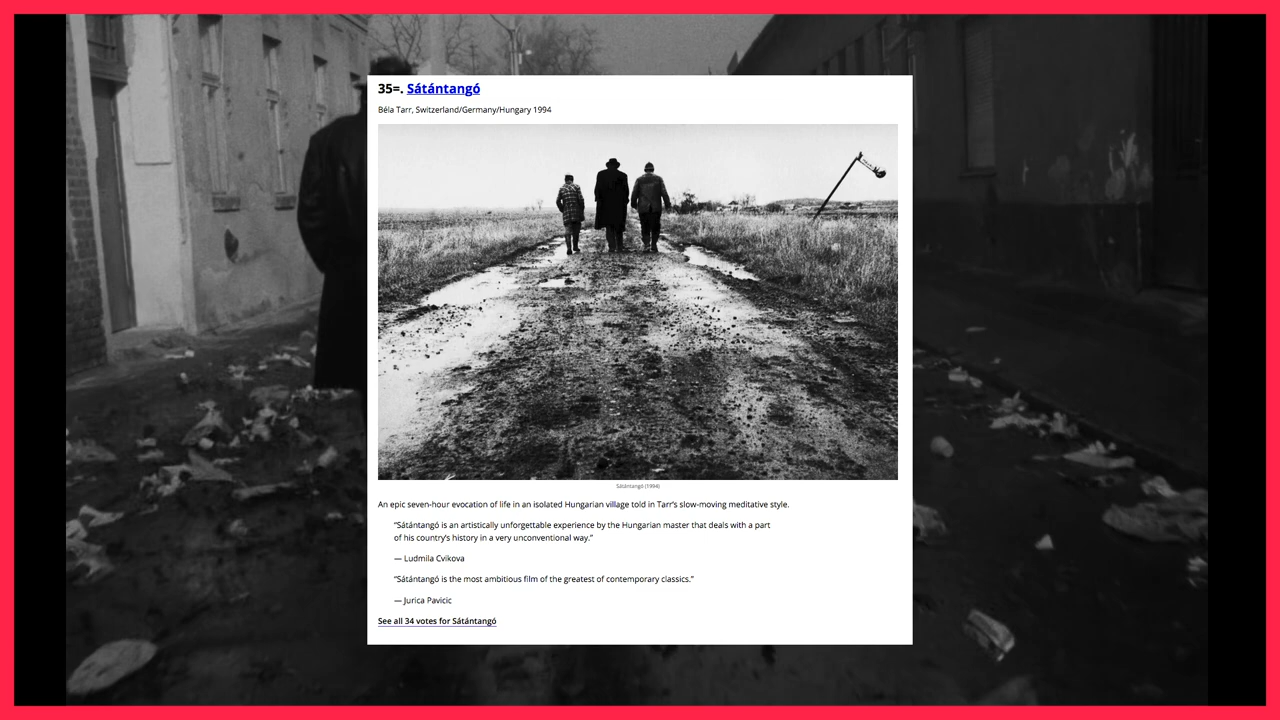 35=. Sátántangó
Béla Tarr, Switzerland/Germany/Hungary 1994
Sátántangó (1994)
An epic seven-hour evocation of life in an isolated Hungarian village told in Tarr's slow-moving meditative style.
“Sátántangó is an artistically unforgettable experience by the Hungarian master that deals with a part
of his country's history in a very unconventional way.”
— Ludmila Cvikova
“Sátántangó is the most ambitious film of the greatest of contemporary classics.”
— Jurica Pavicic
See all 34 votes for Sátántangó